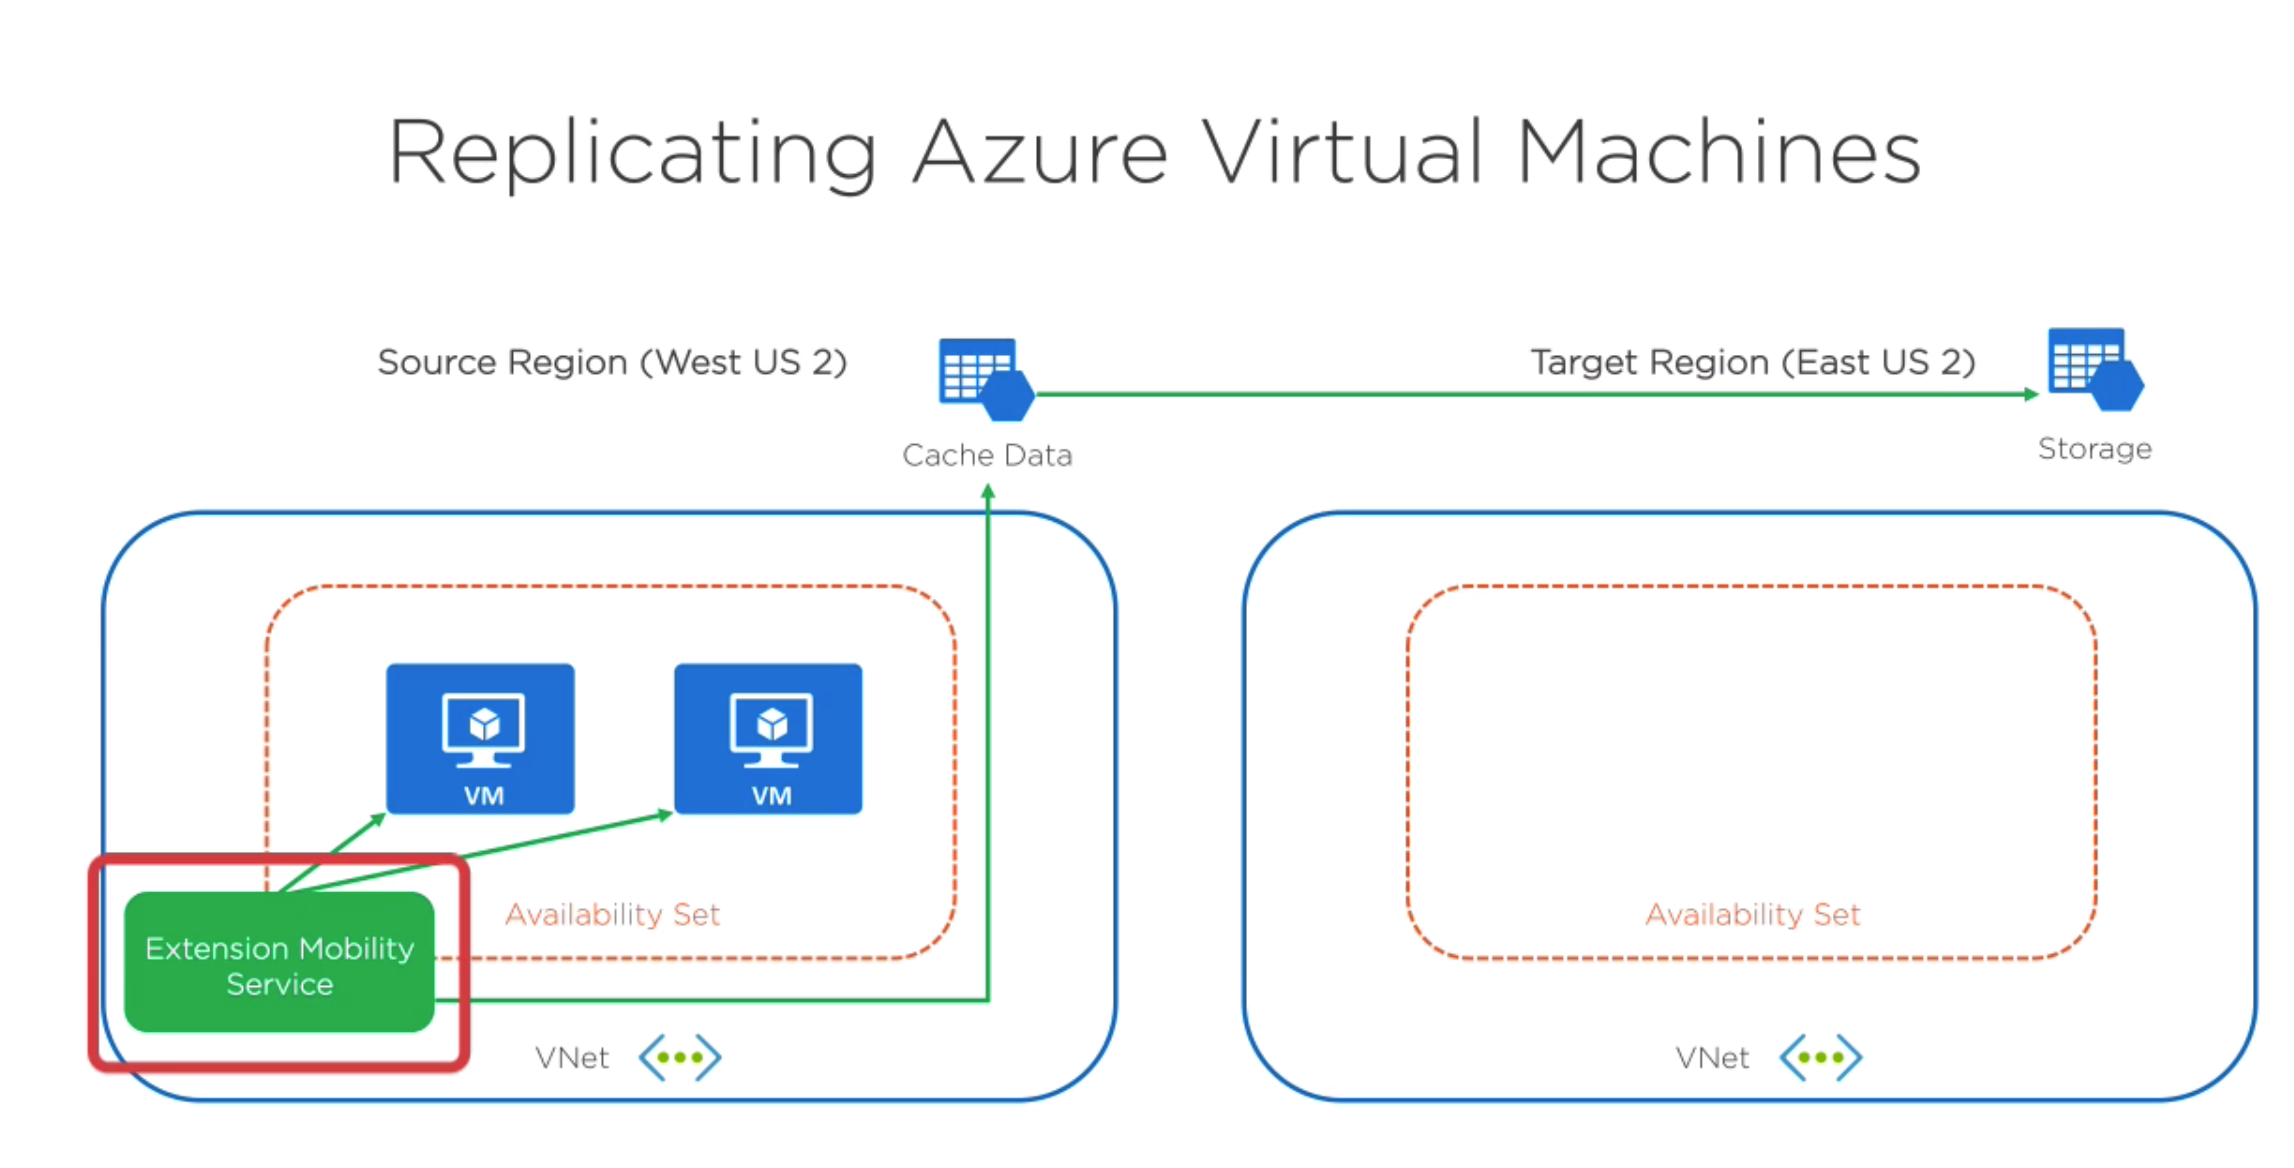 Replicating Azure Virtual Machines
Source Region (West US 2)
Target Region (East US 2)
Cache Data
Storage
VM
VM
Availability Set
Extension Mobility
Service
VNet
Availability Set
VNet